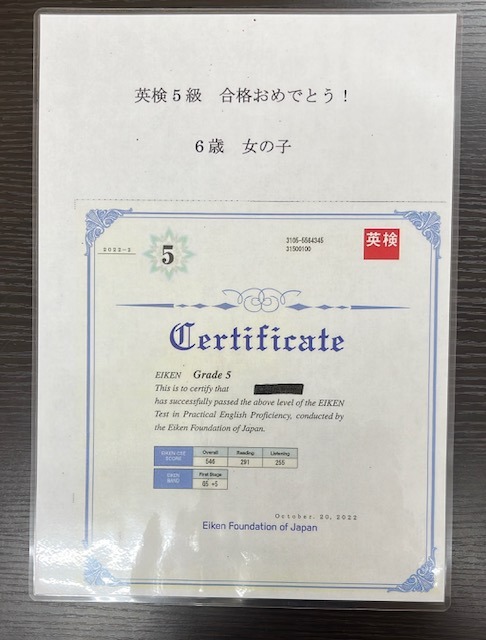 英検５級　合格おめでとう！
６歳　女の子
2022-2
5
3105-5564345
31500100
英検
Certificate
EIKEN Grade 5
This is to certify that
has successfully passed the above level of the EIKEN
Test in Practical English Proficiency, conducted by
the Eiken Foundation of Japan.
EIKEN CSE SCORE
Overall Reading Listening
546 291 255
EIKEN BAND
First Stage
G5 +5
October. 20, 2022
Eiken Foundation of Japan